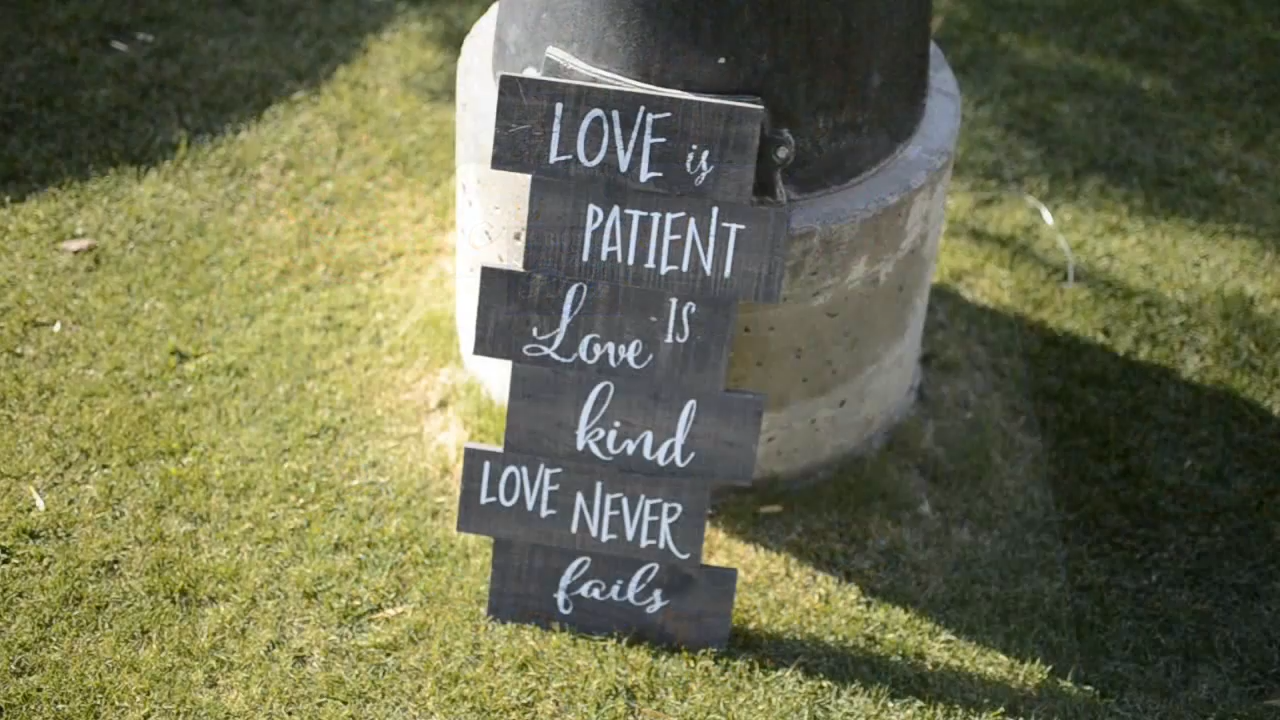 LOVE is
PATIENT
Love IS
kind
LOVE NEVER
fails